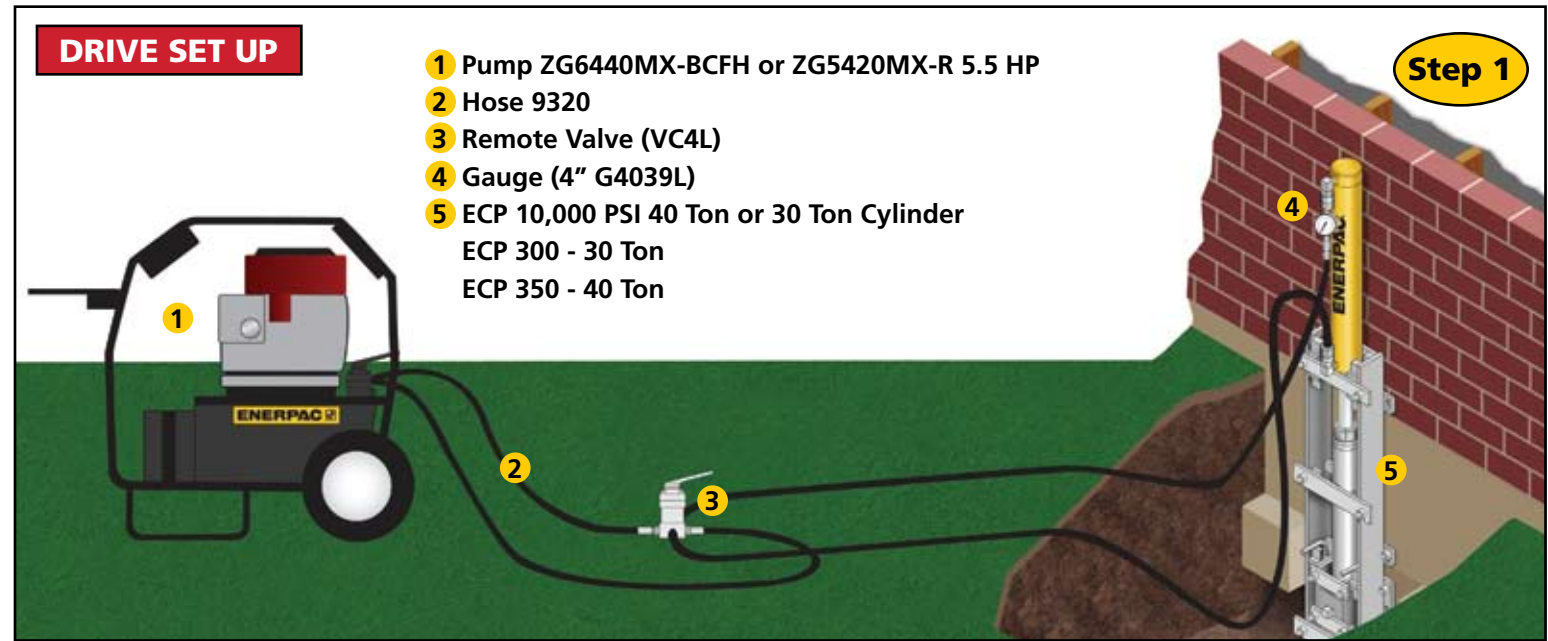 DRIVE SET UP
1 Pump ZG6440MX-BCFH or ZG5420MX-R 5.5 HP
2 Hose 9320
3 Remote Valve (VC4L)
4 Gauge (4” G4039L)
5 ECP 10,000 PSI 40 Ton or 30 Ton Cylinder
ECP 300 - 30 Ton
ECP 350 - 40 Ton
Step 1
1
ENERPAC
2
3
4
ENERPAC
5